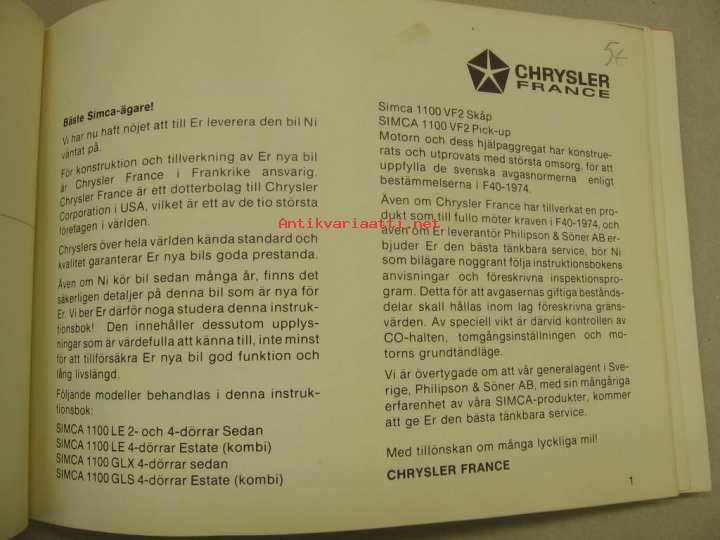 Bäste Simca-ägare!
Vi har nu haft nöjet att till Er leverera den bil Ni
väntat på.
För konstruktion och tillverkning av Er nya bil
är Chrysler France i Frankrike ansvarig.
Chrysler France är ett dotterbolag till Chrysler
Corporation i USA, vilket är ett av de tio största
företagen i världen.
Chryslers över hela världen kända standard och
kvalitet garanterar Er nya bils goda prestanda.
Även om Ni kör bil sedan många år, finns det
säkerligen detaljer på denna bil som är nya för
Er. Vi ber Er därför noga studera denna instruk-
tionsbok! Den innehåller dessutom upplys-
ningar som är värdefulla att känna till, inte minst
för att tillförsäkra Er nya bil god funktion och
lång livslängd.
Följande modeller behandlas i denna instruk-
tionsbok:
SIMCA 1100 LE 2- och 4-dörrar Sedan
SIMCA 1100 LE 4-dörrar Estate (kombi)
SIMCA 1100 GLX 4-dörrar sedan
SIMCA 1100 GLS 4-dörrar Estate (kombi)
CHRYSLER
FRANCE
Simca 1100 VF2 Skåp
SIMCA 1100 VF2 Pick-up
Motorn och dess hjälpaggregat har konstrue-
rats och utprovats med största omsorg, för att
uppfylla de svenska avgasnormerna enligt
bestämmelserna i F40-1974.
Även om Chrysler France har tillverkat en pro-
dukt som till fullo möter kraven i F40-1974, och
även om Er leverantör Philipson & Söner AB er-
bjuder Er den bästa tänkbara service, bör Ni
som bilägare noggrant följa instruktionsbokens
anvisningar och föreskrivna inspektionspro-
gram. Detta för att avgasernas giftiga bestånds-
delar skall hållas inom lag föreskrivna gräns-
värden. Av speciell vikt är därvid kontrollen av
CO-halten, tomgångsinställningen och mo-
torns grundtändläge.
Vi är övertygade om att vår generalagent i Sve-
rige, Philipson & Söner AB, med sin mångåriga
erfarenhet av våra SIMCA-produkter, kommer
att ge Er den bästa tänkbara service.
Med tillönskan om många lyckliga mil!
CHRYSLER FRANCE
1
Antikvariaatti.net